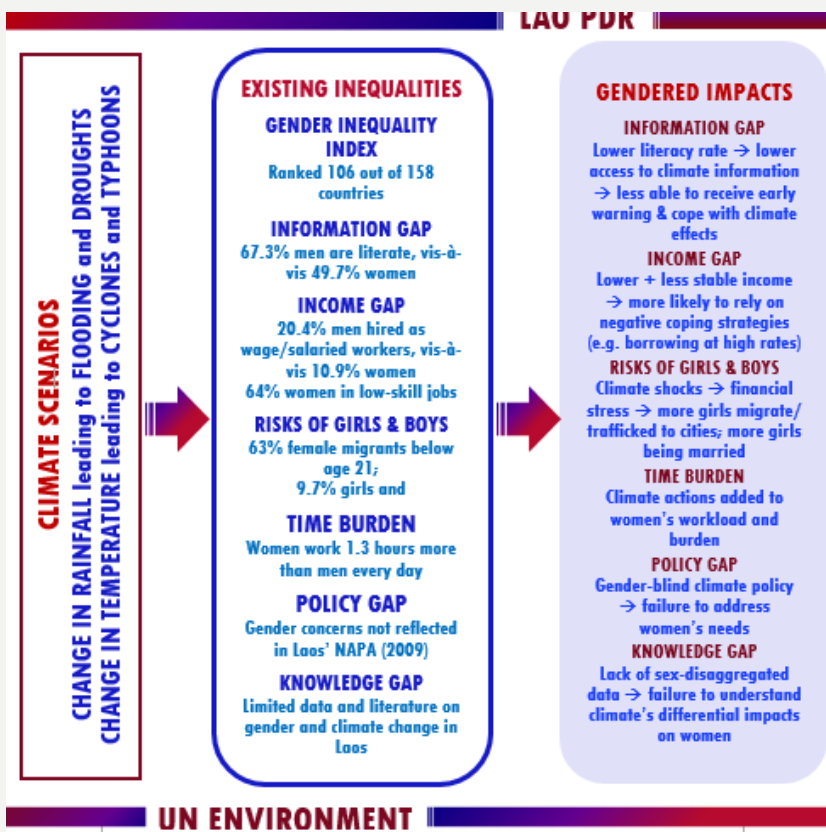 LAO PDR
CLIMATE SCENARIOS
CHANGE IN RAINFALL leading to FLOODING and DROUGHTS
CHANGE IN TEMPERATURE leading to CYCLONES and TYPHOONS
EXISTING INEQUALITIES
GENDER INEQUALITY
INDEX
Ranked 106 out of 158
countries
INFORMATION GAP
67.3% men are literate, vis-à-
vis 49.7% women
INCOME GAP
20.4% men hired as
wage/salaried workers, vis-à-
vis 10.9% women
64% women in low-skill jobs
RISKS OF GIRLS & BOYS
63% female migrants below
age 21;
9.7% girls and
TIME BURDEN
Women work 1.3 hours more
than men every day
POLICY GAP
Gender concerns not reflected
in Laos' NAPA (2009)
KNOWLEDGE GAP
Limited data and literature on
gender and climate change in
Laos
GENDERED IMPACTS
INFORMATION GAP
Lower literacy rate → lower
access to climate information
→ less able to receive early
warning & cope with climate
effects
INCOME GAP
Lower + less stable income
→ more likely to rely on
negative coping strategies
(e.g. borrowing at high rates)
RISKS OF GIRLS & BOYS
Climate shocks → financial
stress → more girls migrate/
trafficked to cities; more girls
being married
TIME BURDEN
Climate actions added to
women's workload and
burden
POLICY GAP
Gender-blind climate policy
→ failure to address
women's needs
KNOWLEDGE GAP
Lack of sex-disaggregated
data → failure to understand
climate's differential impacts
on women
UN ENVIRONMENT